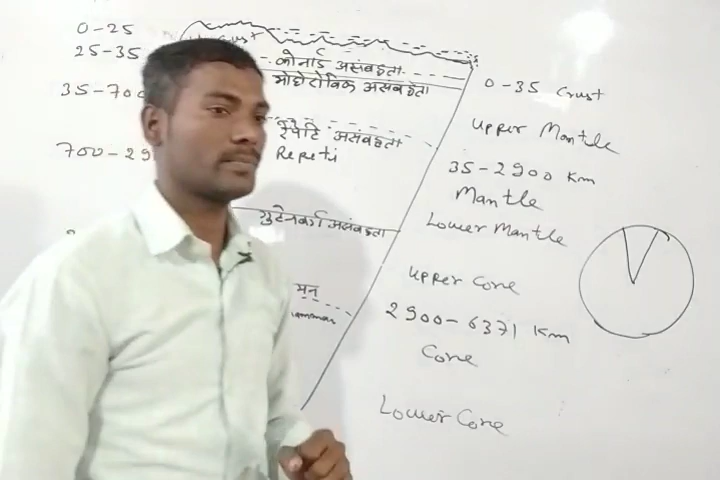 0-25
25-35
कोनार्ड असंबद्धता
मोहोरोविक असंबद्धता
0-35 Crust
35-700
Upper Mantle
रेपेटि असंबद्धता
Repeti
700-29
35-2900 Km
Mantle
Lower Mantle
गुटेनबर्ग असंबद्धता
Upper Core
मन
2900-6371 Km
Core
Lower Core